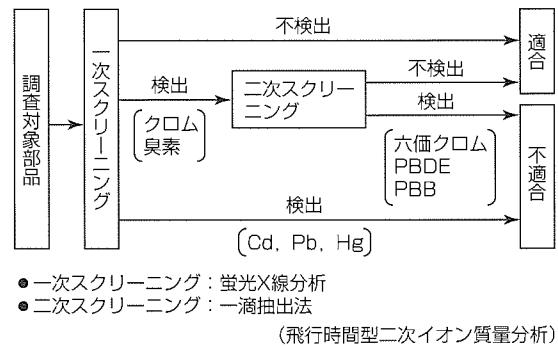 調査対象部品
一次スクリーニング
不検出
検出
〔クロム
臭素〕
二次スクリー
ニング
不検出
検出
〔六価クロム
PBDE
PBB〕
検出
〔Cd, Pb, Hg〕
適合
不適合
●一次スクリーニング：蛍光X線分析
●二次スクリーニング：一滴抽出法
（飛行時間型二次イオン質量分析）